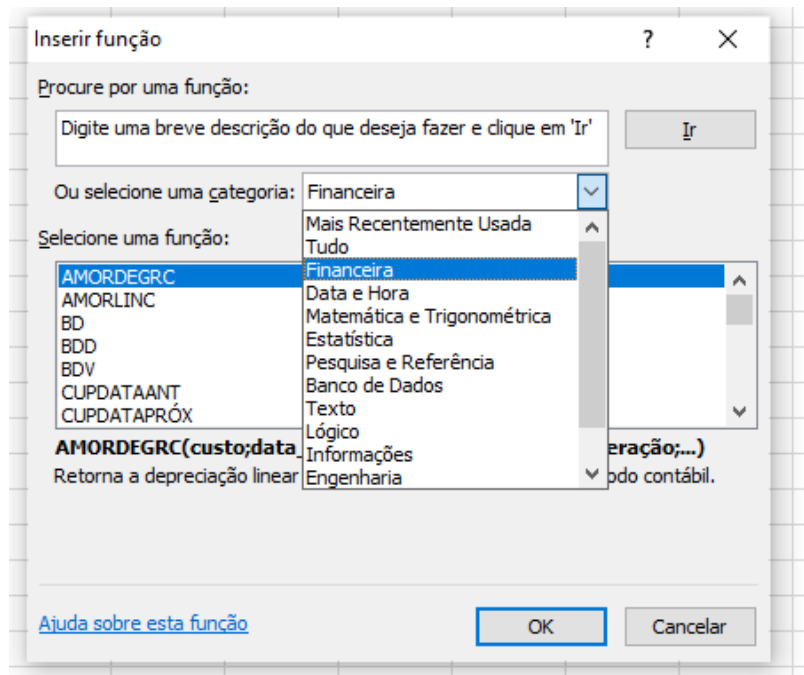 Inserir função ? ×
Procure por uma função:
Digite uma breve descrição do que deseja fazer e clique em 'Ir'
Ir
Ou selecione uma categoria: Financeira
Mais Recentemente Usada
Tudo
Financeira
Data e Hora
Matemática e Trigonométrica
Estatística
Pesquisa e Referência
Banco de Dados
Texto
Lógico
Informações
Engenharia
Selecione uma função:
AMORDEGRC
AMORLINC
BD
BDD
BDV
CUPDATAANT
CUPDATAPRÓX
AMORDEGRC(custo;data_ eração;...)
Retorna a depreciação linear odo contábil.
Ajuda sobre esta função
OK
Cancelar